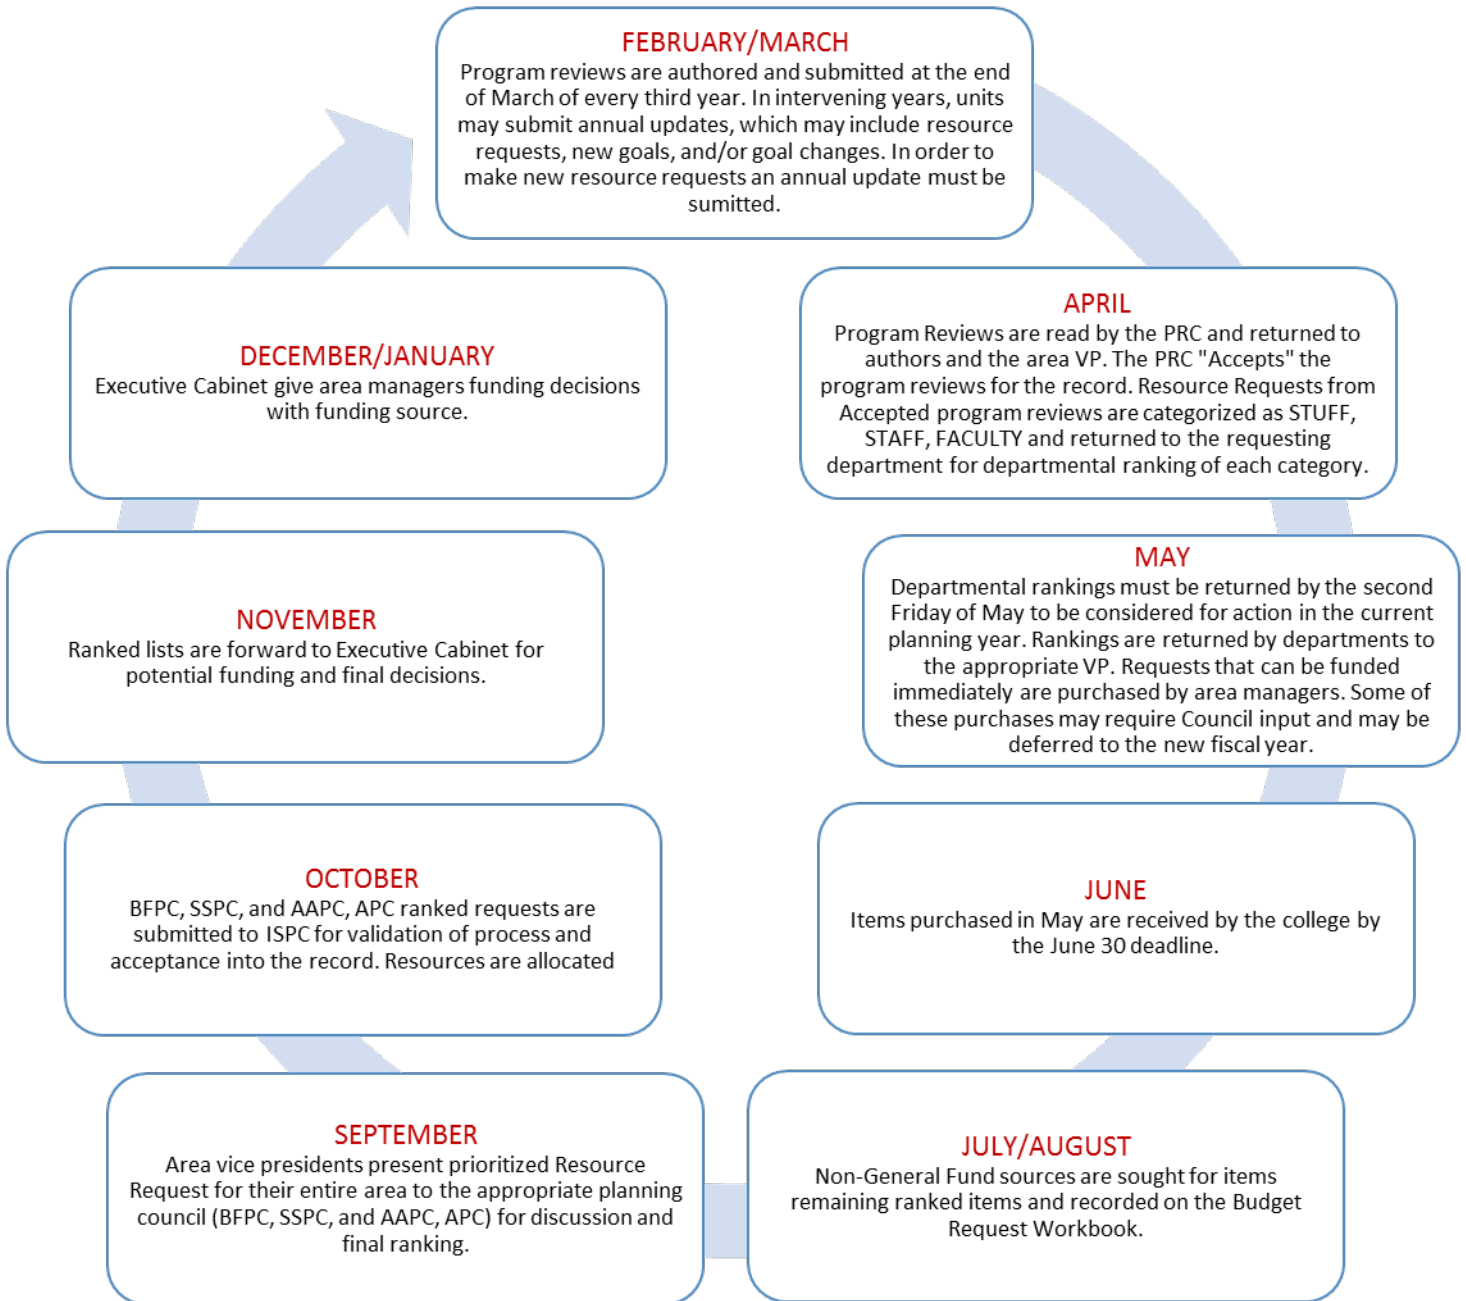 FEBRUARY/MARCH
Program reviews are authored and submitted at the end
of March of every third year. In intervening years, units
may submit annual updates, which may include resource
requests, new goals, and/or goal changes. In order to
make new resource requests an annual update must be
sumitted.
APRIL
Program Reviews are read by the PRC and returned to
authors and the area VP. The PRC "Accepts" the
program reviews for the record. Resource Requests from
Accepted program reviews are categorized as STUFF,
STAFF, FACULTY and returned to the requesting
department for departmental ranking of each category.
MAY
Departmental rankings must be returned by the second
Friday of May to be considered for action in the current
planning year. Rankings are returned by departments to
the appropriate VP. Requests that can be funded
immediately are purchased by area managers. Some of
these purchases may require Council input and may be
deferred to the new fiscal year.
JUNE
Items purchased in May are received by the college by
the June 30 deadline.
JULY/AUGUST
Non-General Fund sources are sought for items
remaining ranked items and recorded on the Budget
Request Workbook.
SEPTEMBER
Area vice presidents present prioritized Resource
Request for their entire area to the appropriate planning
council (BFPC, SSPC, and AAPC, APC) for discussion and
final ranking.
OCTOBER
BFPC, SSPC, and AAPC, APC ranked requests are
submitted to ISPC for validation of process and
acceptance into the record. Resources are allocated
NOVEMBER
Ranked lists are forward to Executive Cabinet for
potential funding and final decisions.
DECEMBER/JANUARY
Executive Cabinet give area managers funding decisions
with funding source.